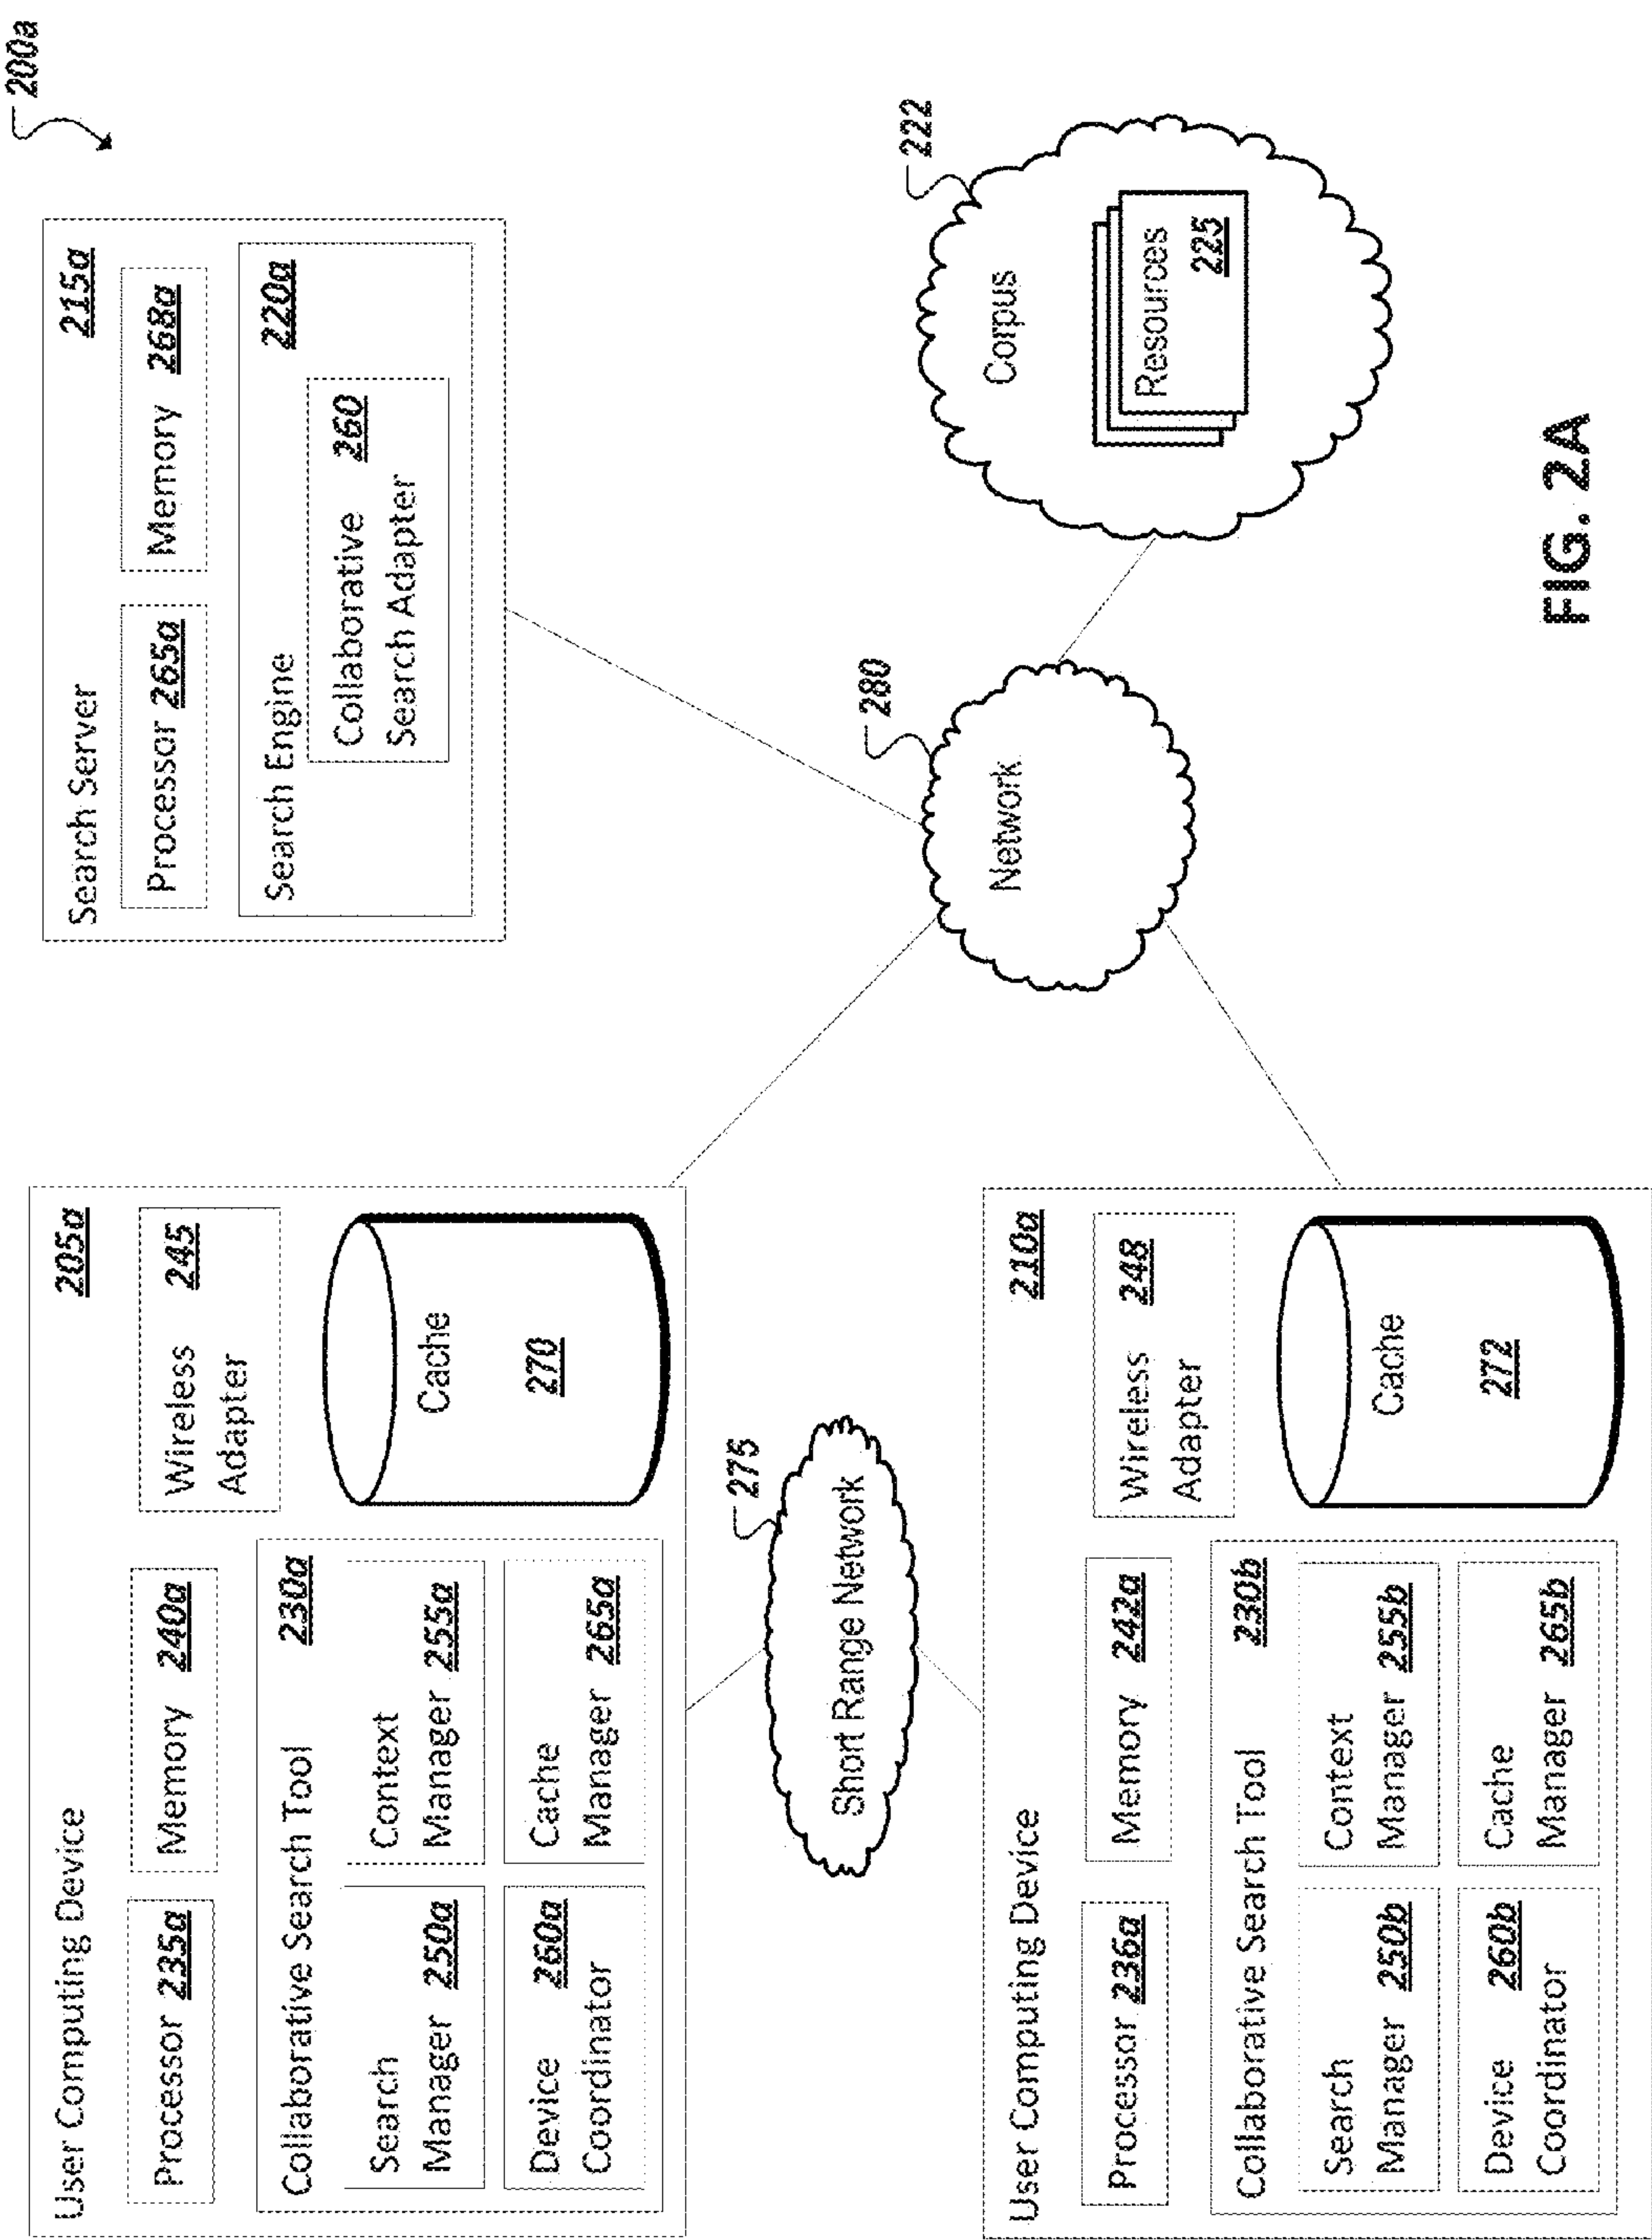 200a
User Computing Device 205a
Processor 235a
Memory 240a
Wireless 245
Adapter
Collaborative Search Tool 230a
Search
Manager 250a
Context
Manager 255a
Device 260a
Coordinator
Cache
Manager 265a
Cache
270
Search Server 215a
Processor 265a
Memory 268a
Search Engine 220a
Collaborative 260
Search Adapter
275
Short Range Network
280
Network
222
Corpus
Resources
225
User Computing Device 210a
Processor 236a
Memory 242a
Wireless 248
Adapter
Collaborative Search Tool 230b
Search
Manager 250b
Context
Manager 255b
Device 260b
Coordinator
Cache
Manager 265b
Cache
272
FIG. 2A